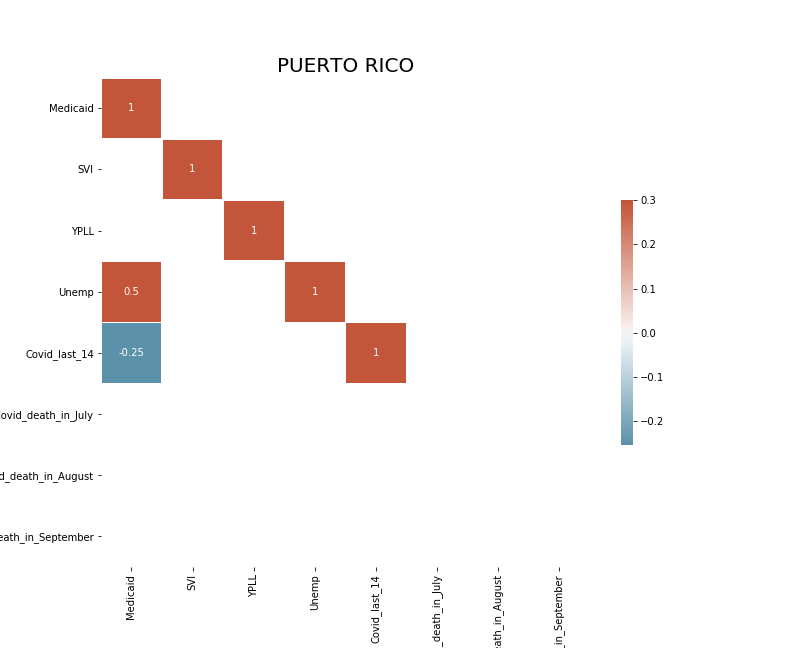 PUERTO RICO
Medicaid
1
SVI
1
YPLL
1
Unemp
0.5
1
Covid_last_14
-0.25
1
ovid_death_in_July
d_death_in_August
eath_in_September
Medicaid
SVI
YPLL
Unemp
Covid_last_14
_death_in_July
ath_in_August
_in_September
0.3
0.2
0.1
0.0
−0.1
−0.2